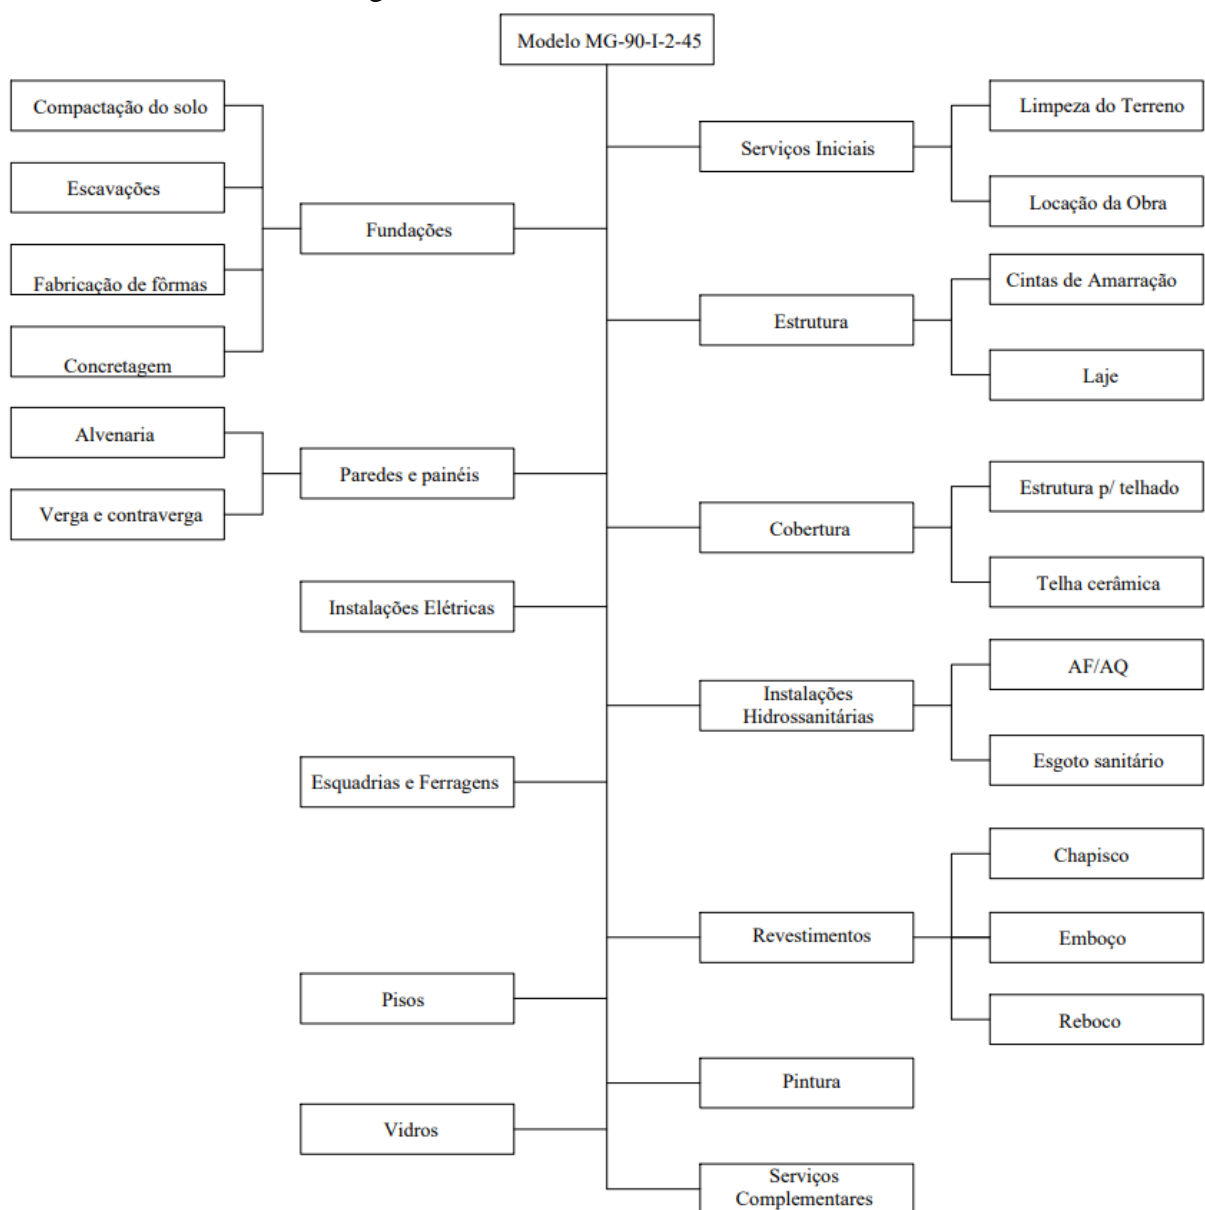 Modelo MG-90-I-2-45
Compactação do solo
Limpeza do Terreno
Serviços Iniciais
Escavações
Locação da Obra
Fundações
Fabricação de fôrmas
Cintas de Amarração
Estrutura
Concretagem
Laje
Alvenaria
Paredes e painéis
Estrutura p/ telhado
Verga e contraverga
Cobertura
Telha cerâmica
Instalações Elétricas
AF/AQ
Instalações
Hidrossanitárias
Esgoto sanitário
Esquadrias e Ferragens
Chapisco
Revestimentos
Emboço
Pisos
Reboco
Pintura
Vidros
Serviços
Complementares